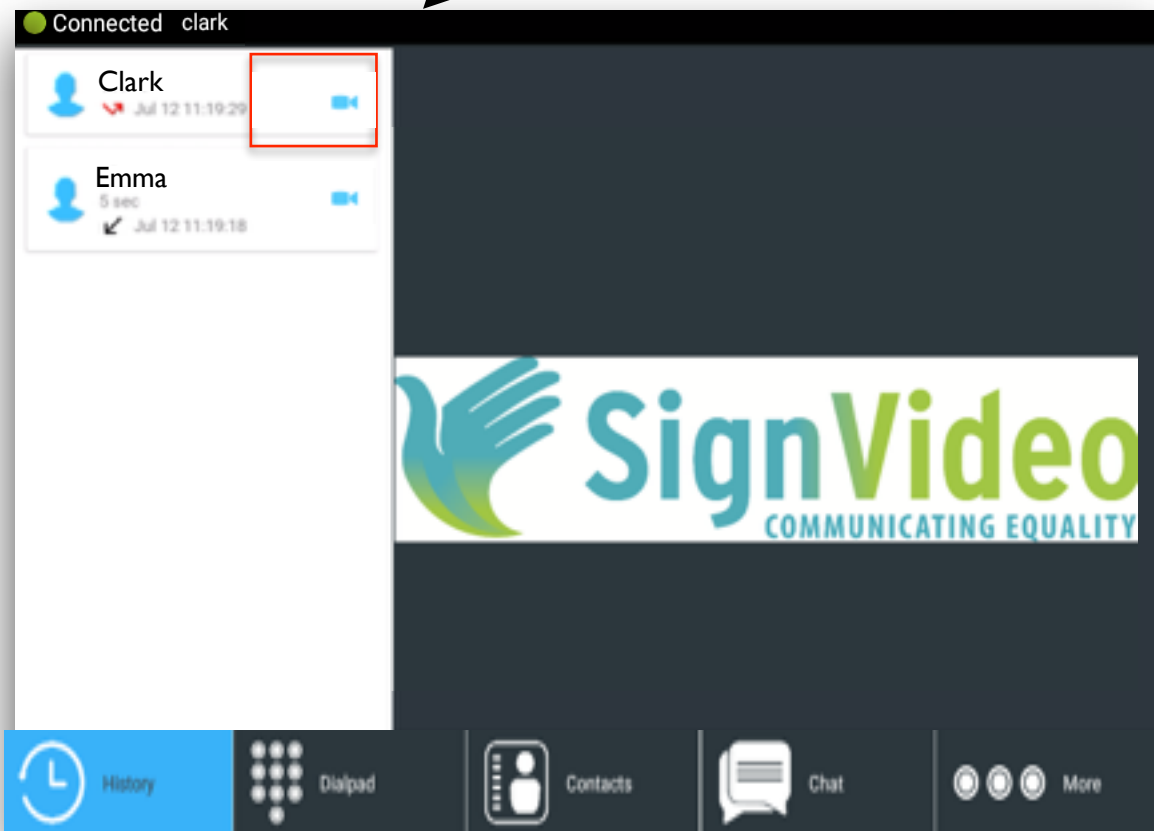 Connected clark
Clark
Jul 12 11:19:29
Emma
5 sec
Jul 12 11:19:18
SignVideo
COMMUNICATING EQUALITY
History
Dialpad
Contacts
Chat
More